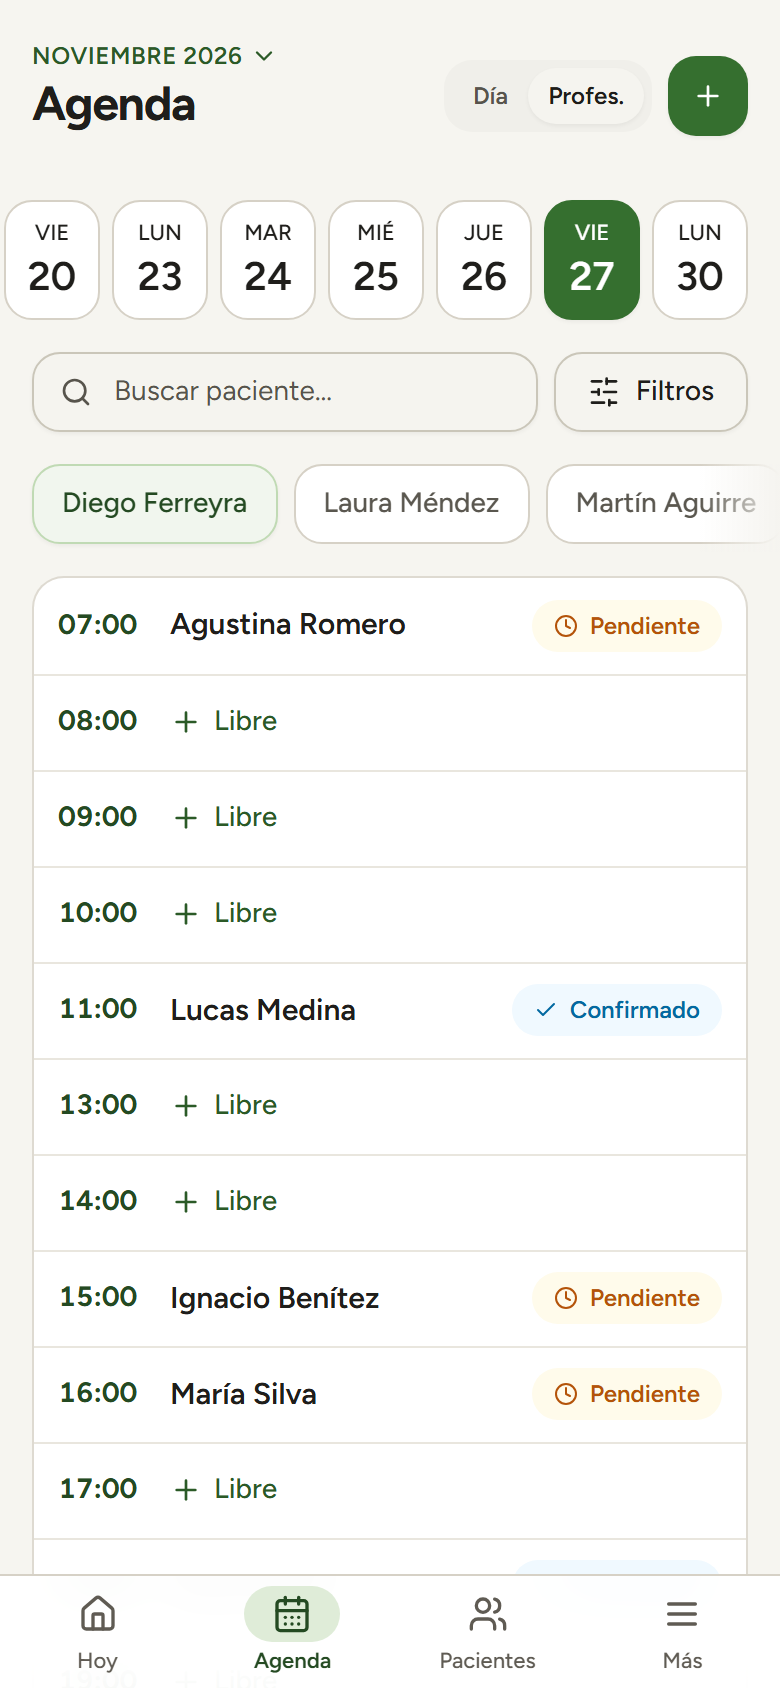 NOVIEMBRE 2026
Agenda
Día
Profes.
VIE LUN MAR MIÉ JUE VIE LUN
20 23 24 25 26 27 30
Buscar paciente...
Filtros
Diego Ferreyra
Laura Méndez
Martín Aguirre
07:00 Agustina Romero Pendiente
08:00 + Libre
09:00 + Libre
10:00 + Libre
11:00 Lucas Medina Confirmado
13:00 + Libre
14:00 + Libre
15:00 Ignacio Benítez Pendiente
16:00 María Silva Pendiente
17:00 + Libre
Hoy
Agenda
Pacientes
Más